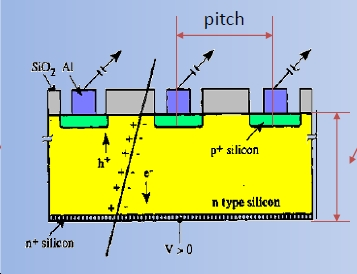 pitch
SiO2 Al
p+ silicon
h+
e-
n type silicon
n+ silicon
V > 0